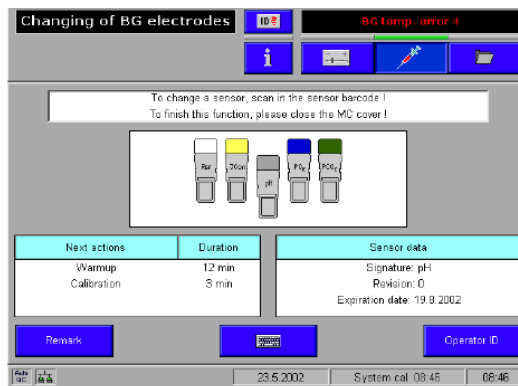 Changing of BG electrodes
ID
BG temp. error 4
i
To change a sensor, scan in the sensor barcode !
To finish this function, please close the MC cover !
Ref
SCon
pH
PO2
PCO2
Next actions
Duration
Warmup
12 min
Calibration
3 min
Sensor data
Signature: pH
Revision: 0
Expiration date: 19.8.2002
Remark
Operator ID
Auto
QC
23.5.2002
System cal 08:46
08:46